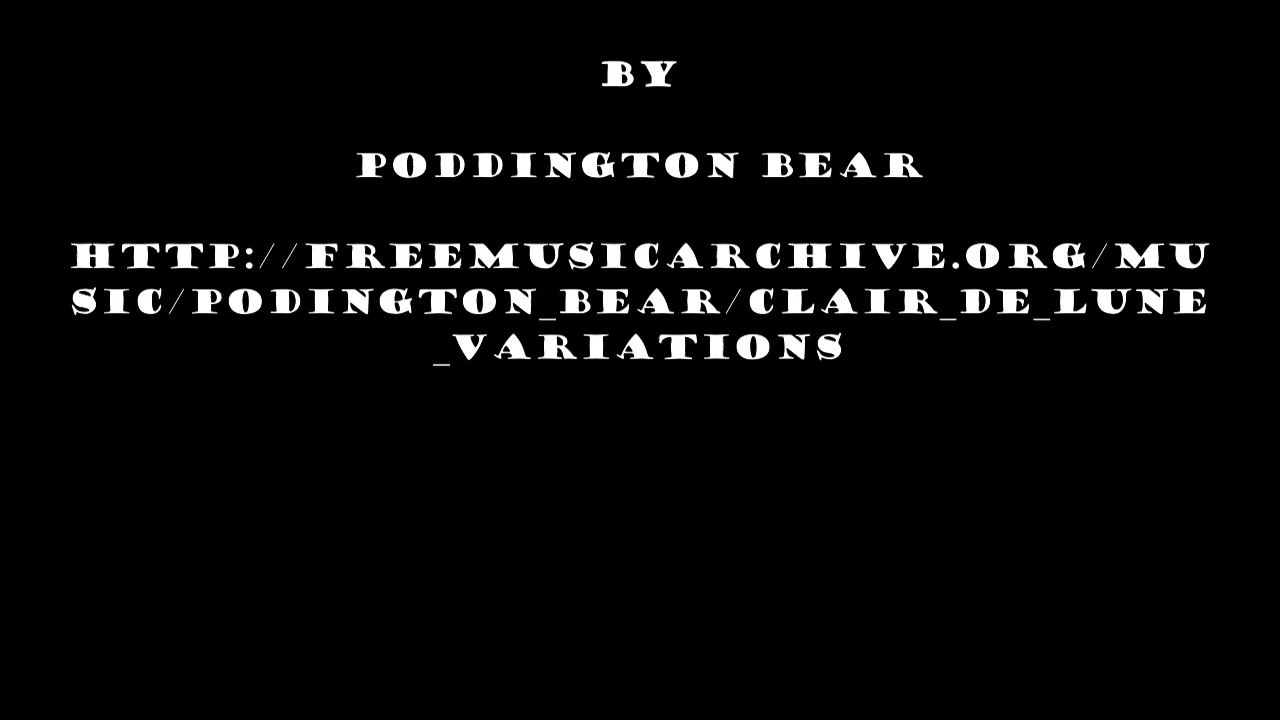 BY
PODDINGTON BEAR
HTTP://FREEMUSICARCHIVE.ORG/MU
SIC/PODINGTON_BEAR/CLAIR_DE_LUNE
_VARIATIONS